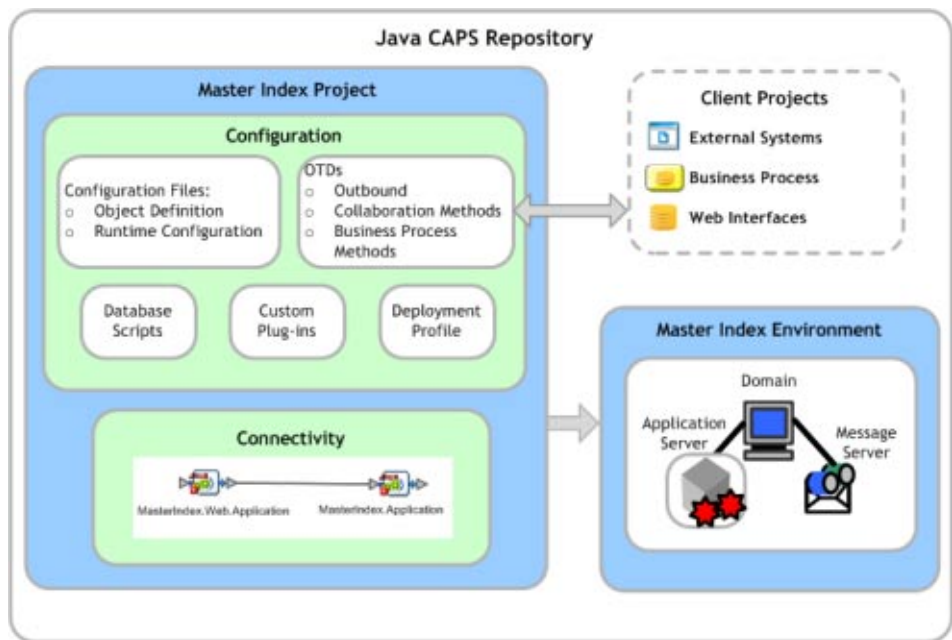 Java CAPS Repository
Master Index Project
Configuration
Configuration Files:
○ Object Definition
○ Runtime Configuration
OTDs
○ Outbound
○ Collaboration Methods
○ Business Process
Methods
Database
Scripts
Custom
Plug-ins
Deployment
Profile
Connectivity
MasterIndex.Web.Application
MasterIndex.Application
Client Projects
External Systems
Business Process
Web Interfaces
Master Index Environment
Domain
Application
Server
Message
Server